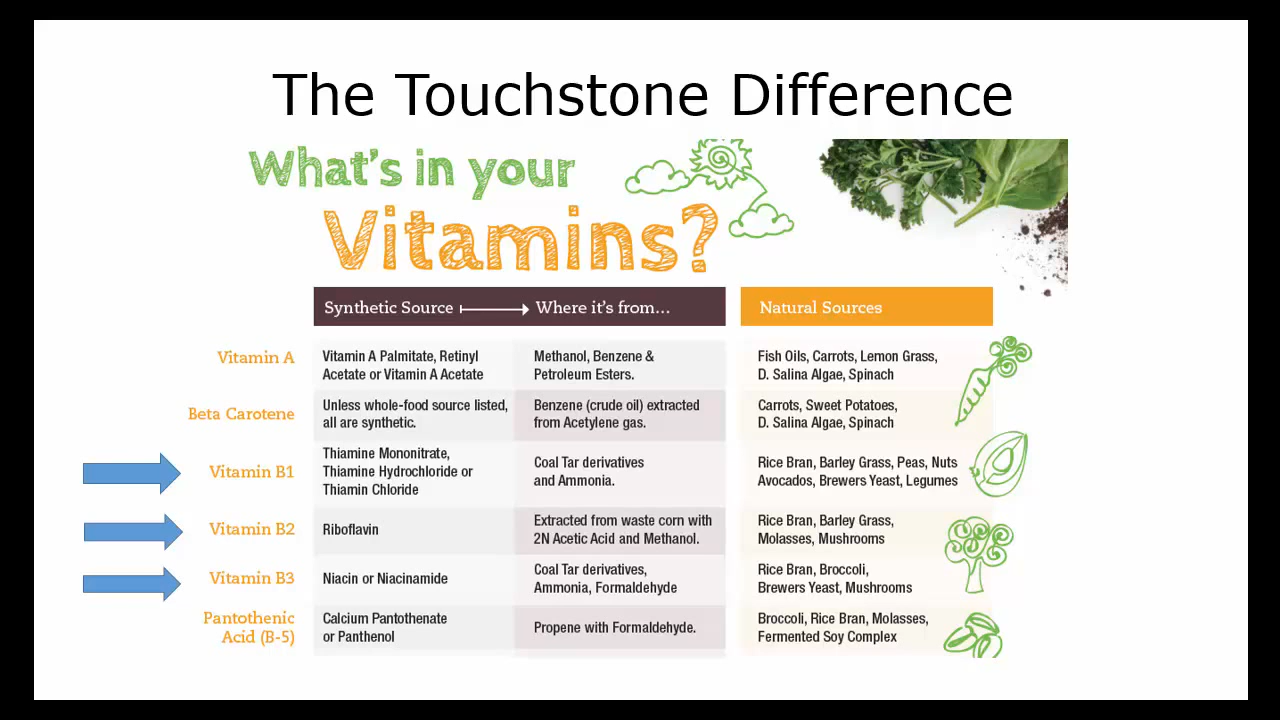 The Touchstone Difference
What's in your
Vitamins?
Synthetic Source
Where it's from...
Natural Sources
Vitamin A
Vitamin A Palmitate, Retinyl
Acetate or Vitamin A Acetate
Methanol, Benzene &
Petroleum Esters.
Fish Oils, Carrots, Lemon Grass,
D. Salina Algae, Spinach
Beta Carotene
Unless whole-food source listed,
all are synthetic.
Benzene (crude oil) extracted
from Acetylene gas.
Carrots, Sweet Potatoes,
D. Salina Algae, Spinach
Vitamin B1
Thiamine Mononitrate,
Thiamine Hydrochloride or
Thiamin Chloride
Coal Tar derivatives
and Ammonia.
Rice Bran, Barley Grass, Peas, Nuts
Avocados, Brewers Yeast, Legumes
Vitamin B2
Riboflavin
Extracted from waste corn with
2N Acetic Acid and Methanol.
Rice Bran, Barley Grass,
Molasses, Mushrooms
Vitamin B3
Niacin or Niacinamide
Coal Tar derivatives,
Ammonia, Formaldehyde
Rice Bran, Broccoli,
Brewers Yeast, Mushrooms
Pantothenic
Acid (B-5)
Calcium Pantothenate
or Panthenol
Propene with Formaldehyde.
Broccoli, Rice Bran, Molasses,
Fermented Soy Complex